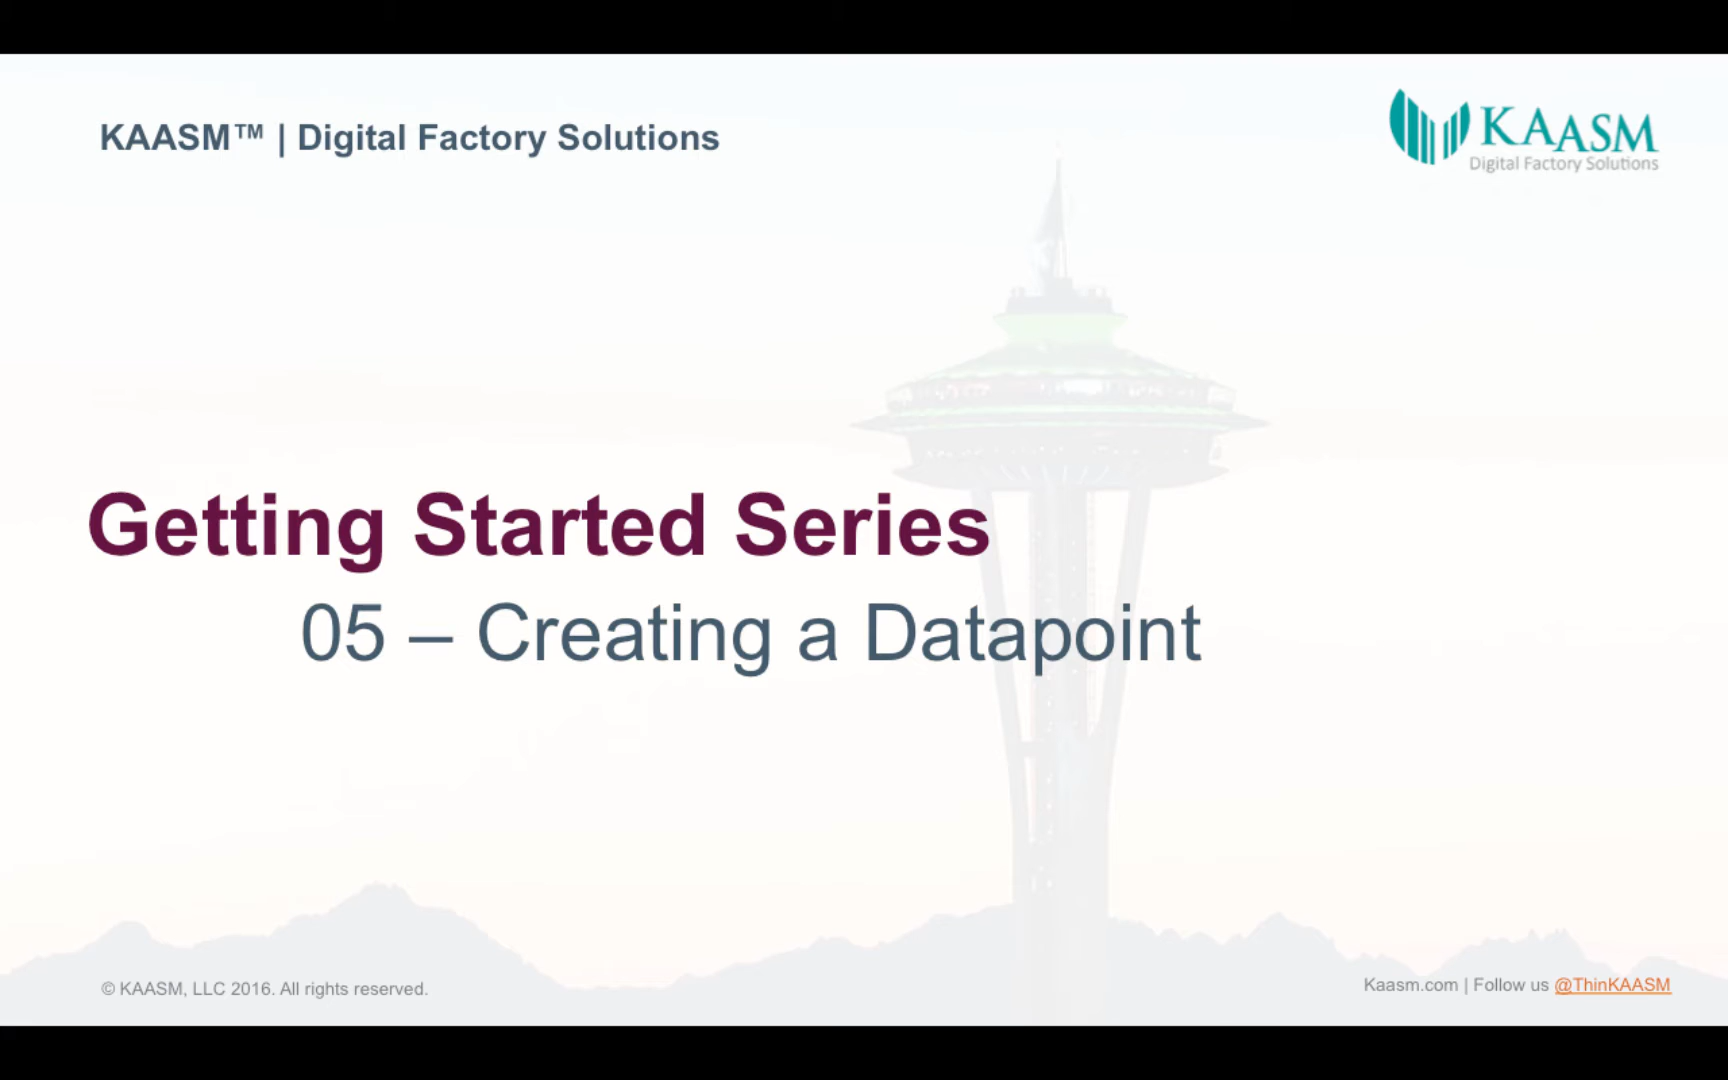 KAASM™ | Digital Factory Solutions
KAASM
Digital Factory Solutions
Getting Started Series
05 – Creating a Datapoint
© KAASM, LLC 2016. All rights reserved.
Kaasm.com | Follow us @ThinKAASM